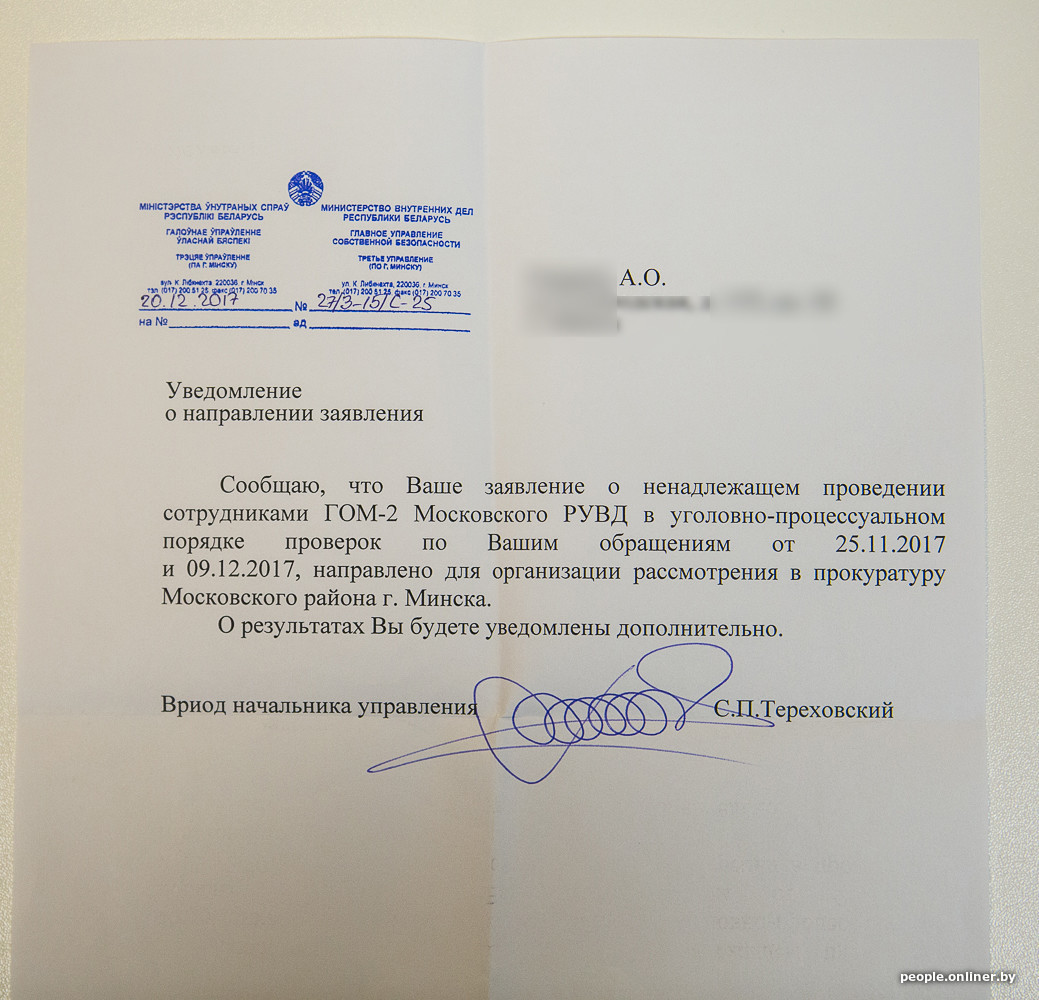 МІНІСТЭРСТВА ЎНУТРАНЫХ СПРАЎ
РЭСПУБЛІКІ БЕЛАРУСЬ
ГАЛОЎНАЕ ЎПРАЎЛЕННЕ
ЎЛАСНАЙ БЯСПЕКІ
ТРЭЦЯЕ ЎПРАЎЛЕННЕ
(ПА Г. МІНСКУ)
вул. К. Лібкнехта, 220036, г. Мінск
тэл. (017) 200 51 25, факс (017) 200 70 35
МИНИСТЕРСТВО ВНУТРЕННИХ ДЕЛ
РЕСПУБЛИКИ БЕЛАРУСЬ
ГЛАВНОЕ УПРАВЛЕНИЕ
СОБСТВЕННОЙ БЕЗОПАСНОСТИ
ТРЕТЬЕ УПРАВЛЕНИЕ
(ПО Г. МИНСКУ)
ул. К. Либкнехта, 220036, г. Минск
тел. (017) 200 51 25, факс (017) 200 70 35
20.12.2017 № 27/3-15/С-25
на № ад
А.О.
Уведомление
о направлении заявления
Сообщаю, что Ваше заявление о ненадлежащем проведении
сотрудниками ГОМ-2 Московского РУВД в уголовно-процессуальном
порядке проверок по Вашим обращениям от 25.11.2017
и 09.12.2017, направлено для организации рассмотрения в прокуратуру
Московского района г. Минска.
О результатах Вы будете уведомлены дополнительно.
Вриод начальника управления С.П.Тереховский
people.onliner.by